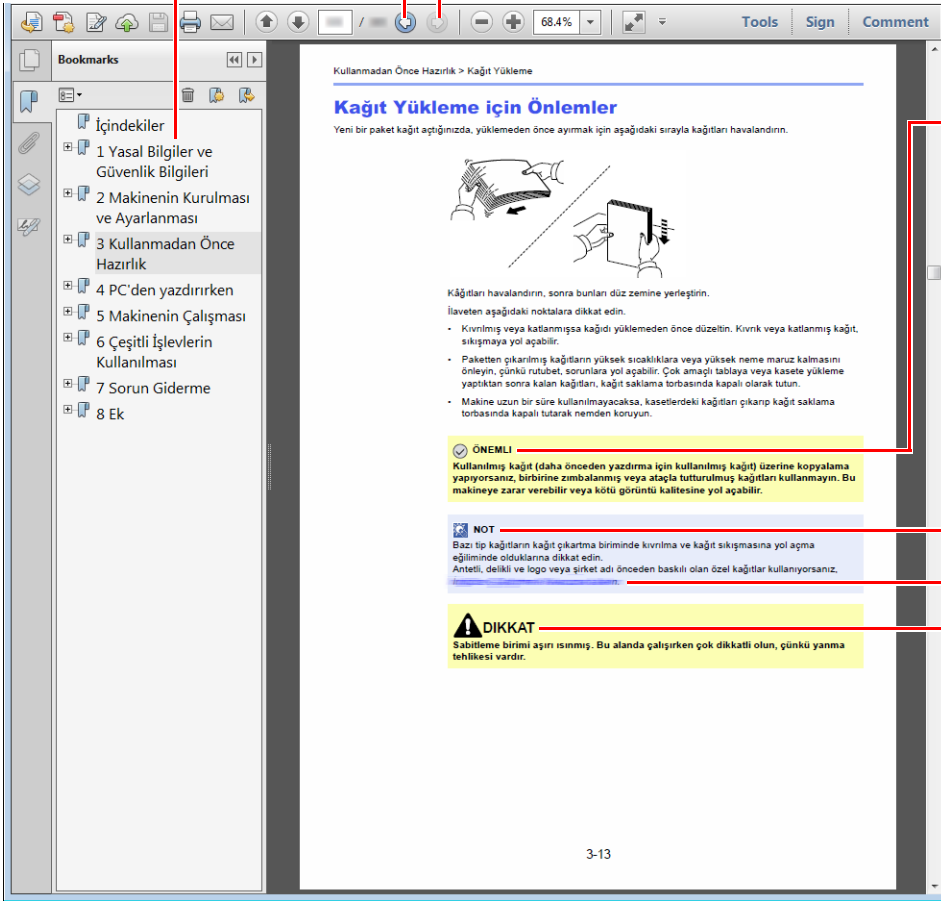 68.4%
Tools
Sign
Comment
Bookmarks
İçindekiler
1 Yasal Bilgiler ve
Güvenlik Bilgileri
2 Makinenin Kurulması
ve Ayarlanması
3 Kullanmadan Önce
Hazırlık
4 PC'den yazdırırken
5 Makinenin Çalışması
6 Çeşitli İşlevlerin
Kullanılması
7 Sorun Giderme
8 Ek
Kullanmadan Önce Hazırlık > Kağıt Yükleme
Kağıt Yükleme için Önlemler
Yeni bir paket kağıt açtığınızda, yüklemeden önce ayırmak için aşağıdaki sırayla kağıtları havalandırın.
Kâğıtları havalandırın, sonra bunları düz zemine yerleştirin.
İlaveten aşağıdaki noktalara dikkat edin.
• Kıvrılmış veya katlanmışsa kağıdı yüklemeden önce düzeltin. Kıvrık veya katlanmış kağıt,
sıkışmaya yol açabilir.
• Paketten çıkarılmış kağıtların yüksek sıcaklıklara veya yüksek neme maruz kalmasını
önleyin, çünkü rutubet, sorunlara yol açabilir. Çok amaçlı tablaya veya kasete yükleme
yaptıktan sonra kalan kağıtları, kağıt saklama torbasında kapalı olarak tutun.
• Makine uzun bir süre kullanılmayacaksa, kasetlerdeki kağıtları çıkarıp kağıt saklama
torbasında kapalı tutarak nemden koruyun.
ÖNEMLI
Kullanılmış kağıt (daha önceden yazdırma için kullanılmış kağıt) üzerine kopyalama
yapıyorsanız, birbirine zımbalanmış veya ataçla tutturulmuş kağıtları kullanmayın. Bu
makineye zarar verebilir veya kötü görüntü kalitesine yol açabilir.
NOT
Bazı tip kağıtların kağıt çıkartma biriminde kıvrılma ve kağıt sıkışmasına yol açma
eğiliminde olduklarına dikkat edin.
Antetli, delikli ve logo veya şirket adı önceden baskılı olan özel kağıtlar kullanıyorsanız,
DIKKAT
Sabitleme birimi aşırı ısınmış. Bu alanda çalışırken çok dikkatli olun, çünkü yanma
tehlikesi vardır.
3-13